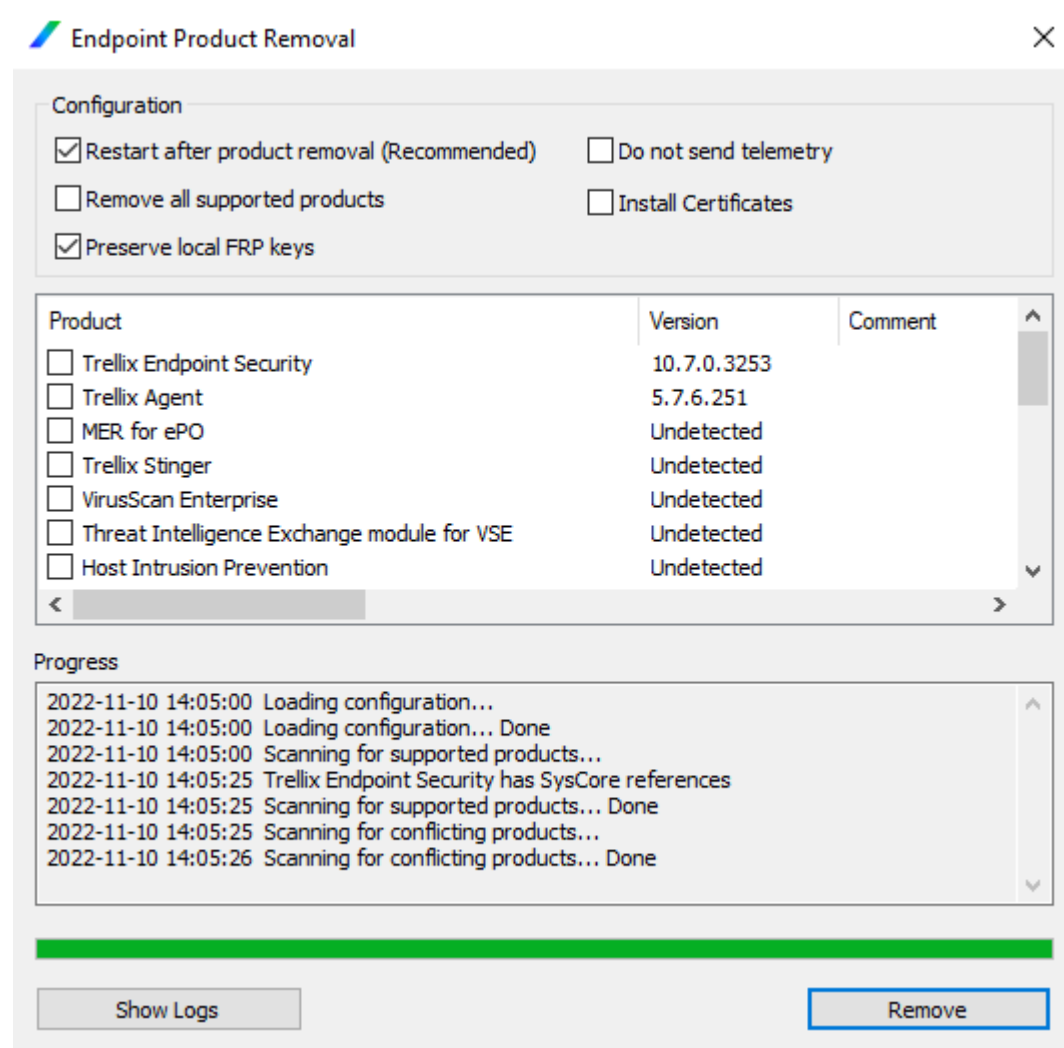 Endpoint Product Removal
Configuration
Restart after product removal (Recommended)
Do not send telemetry
Remove all supported products
Install Certificates
Preserve local FRP keys
Product Version Comment
Trellix Endpoint Security 10.7.0.3253
Trellix Agent 5.7.6.251
MER for ePO Undetected
Trellix Stinger Undetected
VirusScan Enterprise Undetected
Threat Intelligence Exchange module for VSE Undetected
Host Intrusion Prevention Undetected
Progress
2022-11-10 14:05:00 Loading configuration...
2022-11-10 14:05:00 Loading configuration... Done
2022-11-10 14:05:00 Scanning for supported products...
2022-11-10 14:05:25 Trellix Endpoint Security has SysCore references
2022-11-10 14:05:25 Scanning for supported products... Done
2022-11-10 14:05:25 Scanning for conflicting products...
2022-11-10 14:05:26 Scanning for conflicting products... Done
Show Logs
Remove